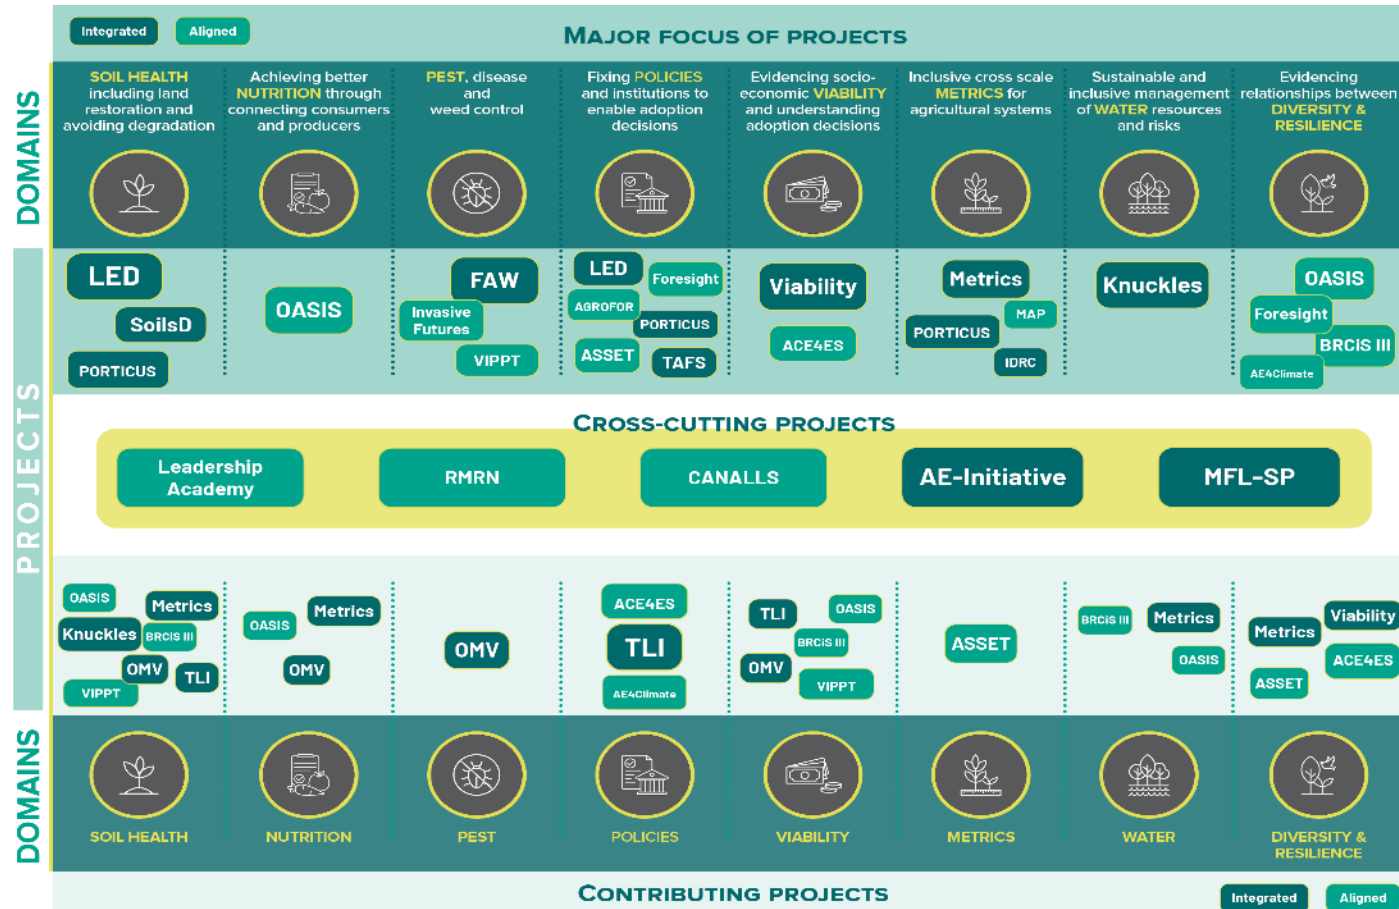 Integrated
Aligned
MAJOR FOCUS OF PROJECTS
DOMAINS
SOIL HEALTH
including land
restoration and
avoiding degradation
Achieving better
NUTRITION through
connecting consumers
and producers
PEST, disease
and
weed control
Fixing POLICIES
and institutions to
enable adoption
decisions
Evidencing socio-
economic VIABILITY
and understanding
adoption decisions
Inclusive cross scale
METRICS for
agricultural systems
Sustainable and
inclusive management
of WATER resources
and risks
Evidencing
relationships between
DIVERSITY &
RESILIENCE
PROJECTS
LED
SoilsD
PORTICUS
OASIS
FAW
Invasive
Futures
VIPPT
LED
Foresight
AGROFOR
PORTICUS
ASSET
TAFS
Viability
ACE4ES
Metrics
MAP
PORTICUS
IDRC
Knuckles
OASIS
Foresight
BRCIS III
AE4Climate
CROSS-CUTTING PROJECTS
Leadership
Academy
RMRN
CANALLS
AE-Initiative
MFL-SP
OASIS
Metrics
Knuckles
BRCIS III
OMV
TLI
VIPPT
OASIS
Metrics
OMV
OMV
ACE4ES
TLI
AE4Climate
TLI
OASIS
BRCiS III
OMV
VIPPT
ASSET
BRCiS III
Metrics
OASIS
Viability
Metrics
ACE4ES
ASSET
DOMAINS
SOIL HEALTH
NUTRITION
PEST
POLICIES
VIABILITY
METRICS
WATER
DIVERSITY &
RESILIENCE
CONTRIBUTING PROJECTS
Integrated
Aligned